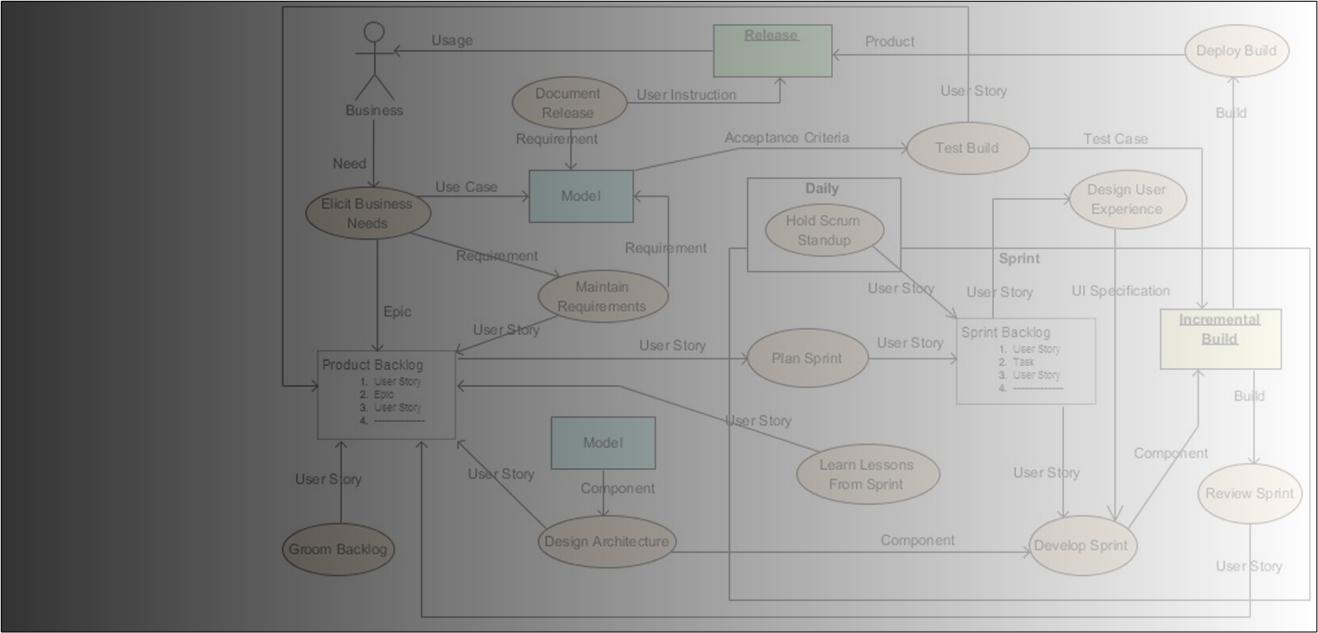 Usage
Release
Product
Deploy Build
Business
Document
Release
User Instruction
User Story
Build
Requirement
Acceptance Criteria
Test Build
Test Case
Need
Elicit Business
Needs
Use Case
Model
Daily
Hold Scrum
Standup
Design User
Experience
Requirement
Requirement
Sprint
Maintain
Requirements
User Story
User Story
UI Specification
Epic
User Story
Incremental
Build
Product Backlog
1. User Story
2. Epic
3. User Story
4. ---------------
User Story
Plan Sprint
User Story
Sprint Backlog
1. User Story
2. Task
3. User Story
4. ---------------
Build
User Story
Model
Learn Lessons
From Sprint
Component
User Story
User Story
Component
User Story
Review Sprint
Groom Backlog
Design Architecture
Component
Develop Sprint
User Story